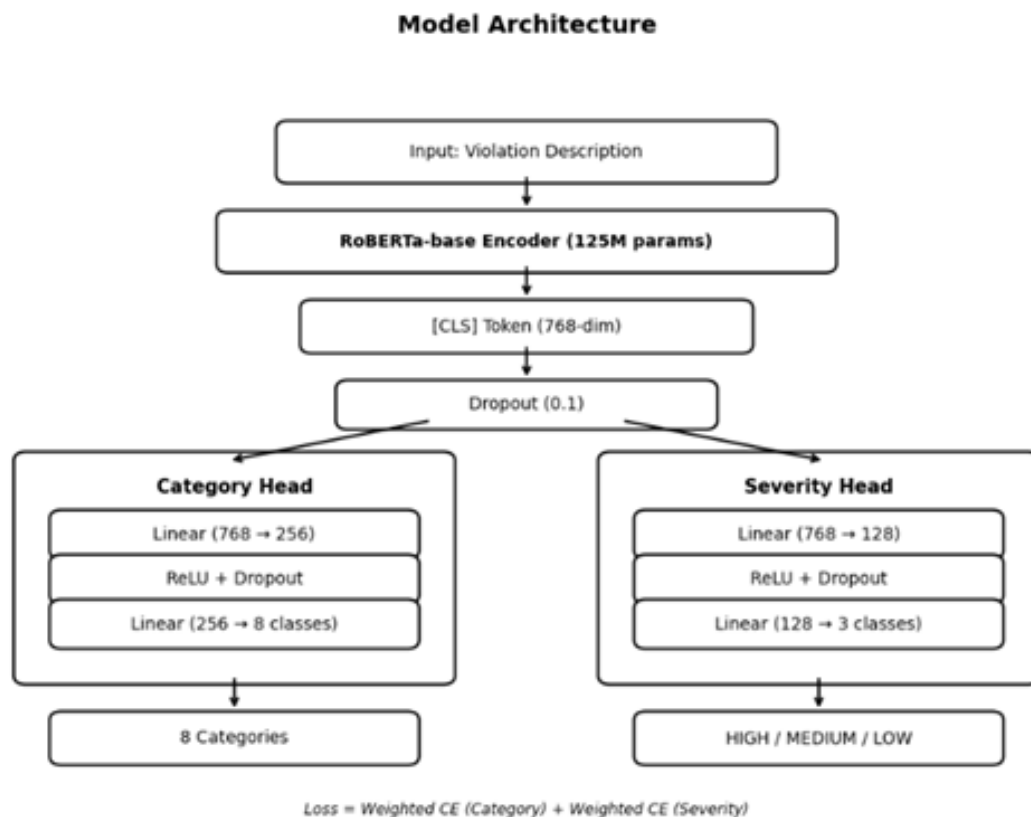 Model Architecture
Input: Violation Description
RoBERTa-base Encoder (125M params)
[CLS] Token (768-dim)
Dropout (0.1)
Category Head
Linear (768 → 256)
ReLU + Dropout
Linear (256 → 8 classes)
8 Categories
Severity Head
Linear (768 → 128)
ReLU + Dropout
Linear (128 → 3 classes)
HIGH / MEDIUM / LOW
Loss = Weighted CE (Category) + Weighted CE (Severity)